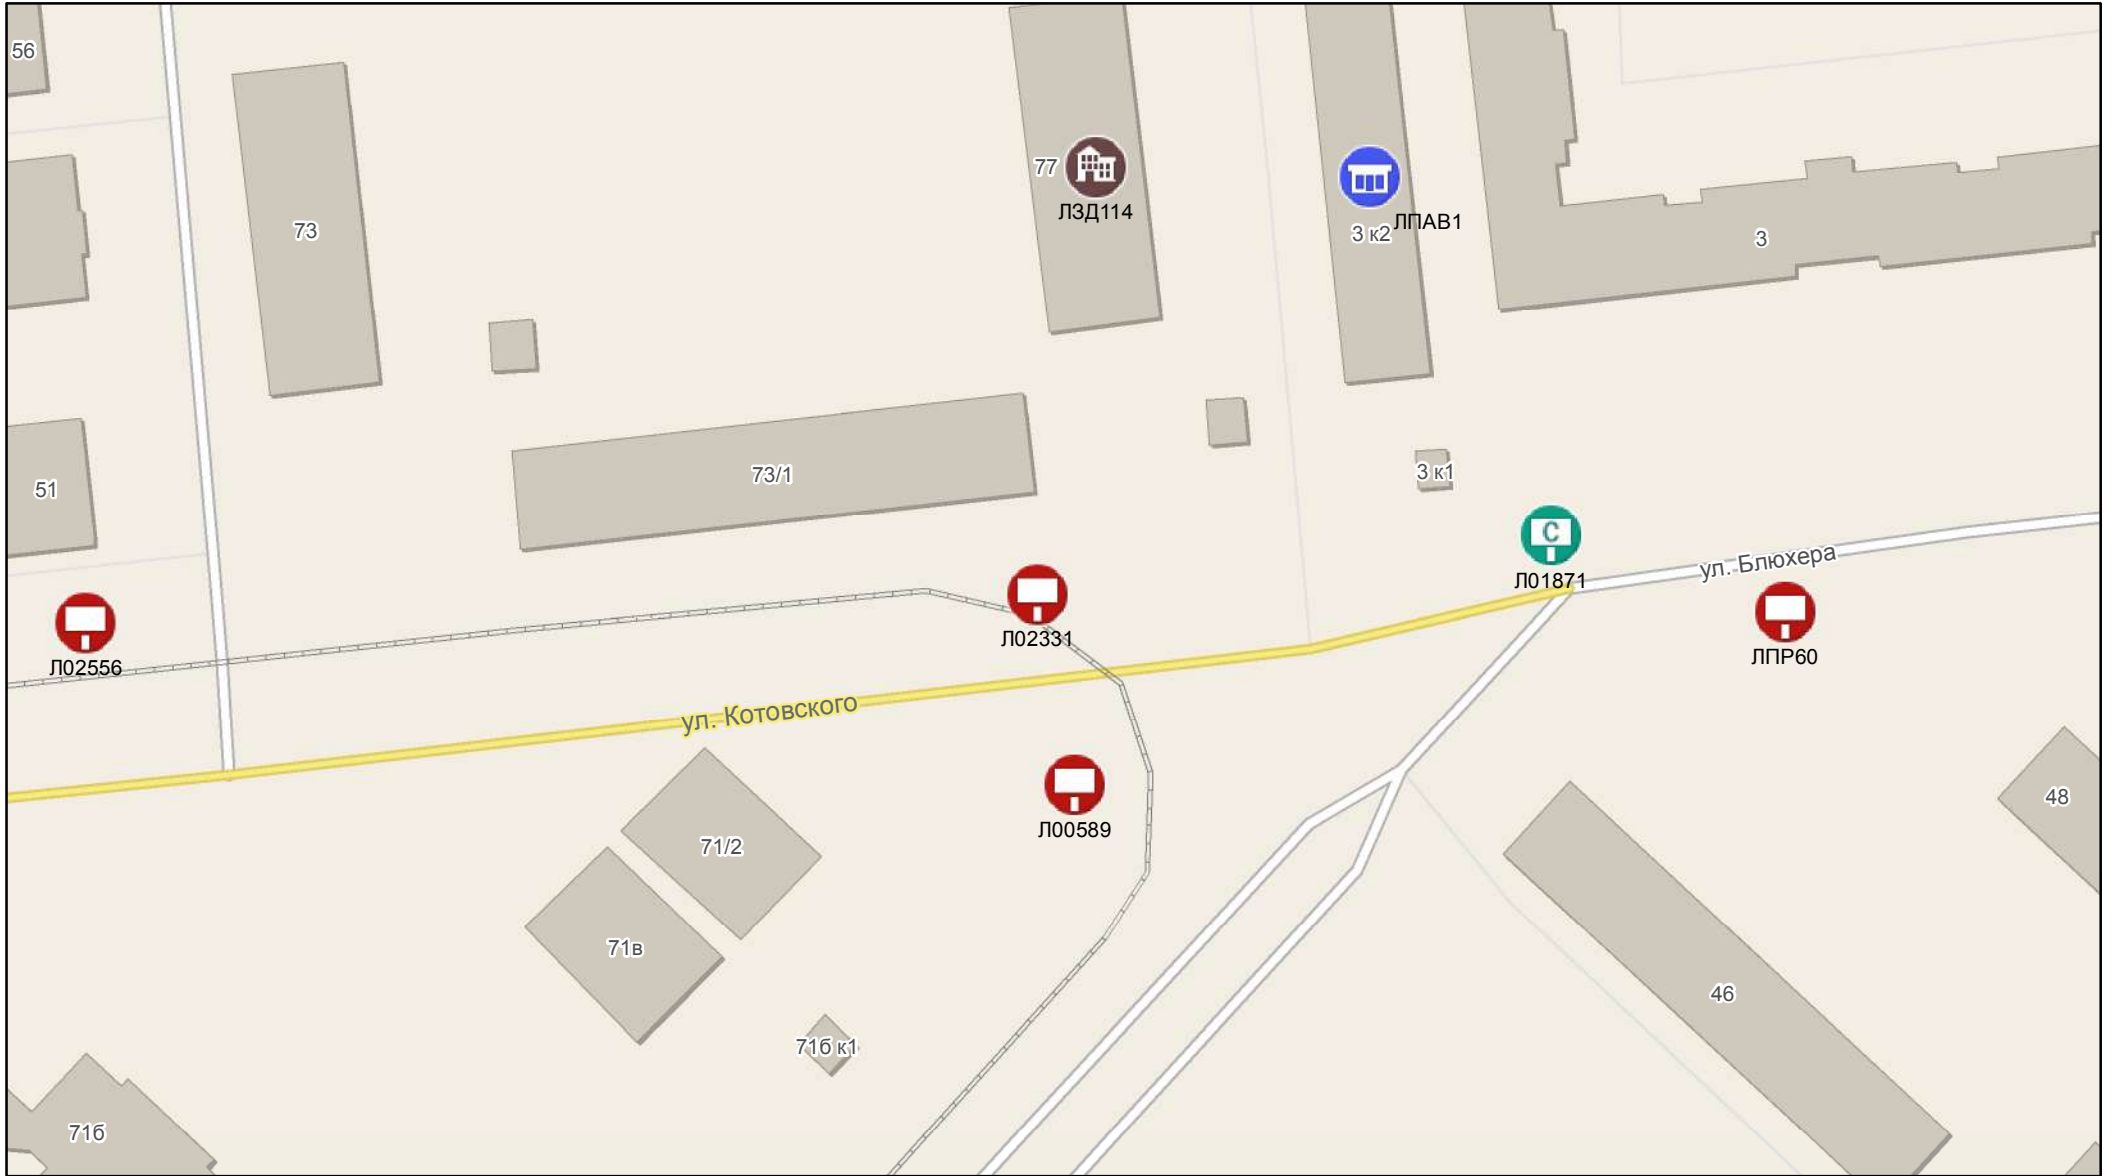 56
77
ЛЗД114
73
3 к2
ЛПАВ1
3
73/1
3 к1
51
С
Л01871
ул. Блюхера
Л02556
Л02331
ЛПР60
ул. Котовского
Л00589
48
71/2
71в
46
71б к1
71б